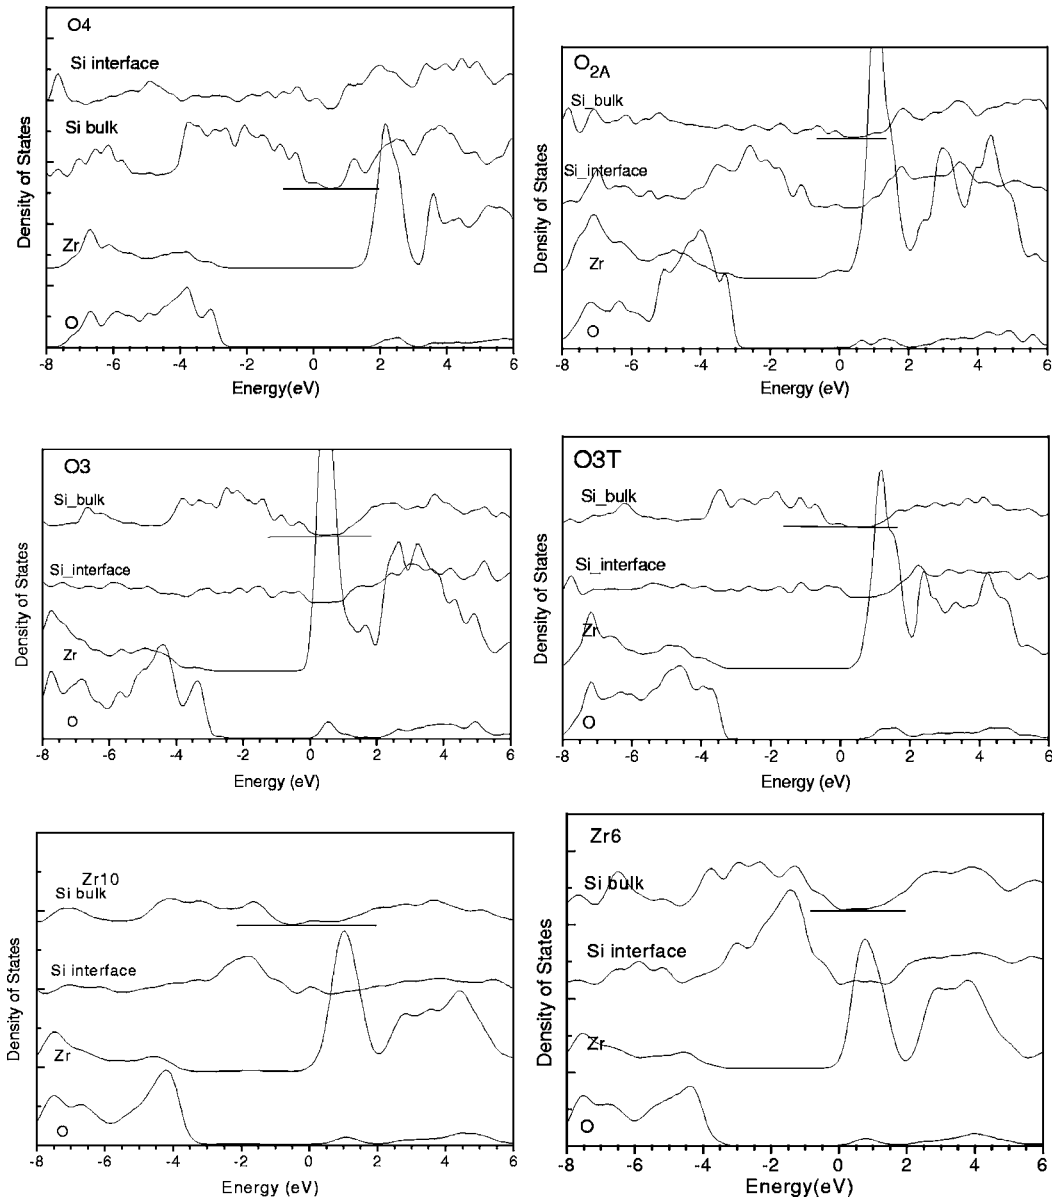 O4
Si interface
Si bulk
Zr
O
Density of States
-8 -6 -4 -2 0 2 4 6
Energy(eV)
O2A
Si_bulk
Si_interface
Zr
O
Density of States
-8 -6 -4 -2 0 2 4 6
Energy(eV)
O3
Si_bulk
Si_interface
Zr
O
Density of States
-8 -6 -4 -2 0 2 4 6
Energy (eV)
O3T
Si_bulk
Si_interface
Zr
O
Density of States
-8 -6 -4 -2 0 2 4 6
Energy (eV)
Zr10
Si bulk
Si interface
Zr
O
Density of States
-8 -6 -4 -2 0 2 4 6
Energy (eV)
Zr6
Si bulk
Si interface
Zr
O
Density of States
-8 -6 -4 -2 0 2 4 6
Energy(eV)